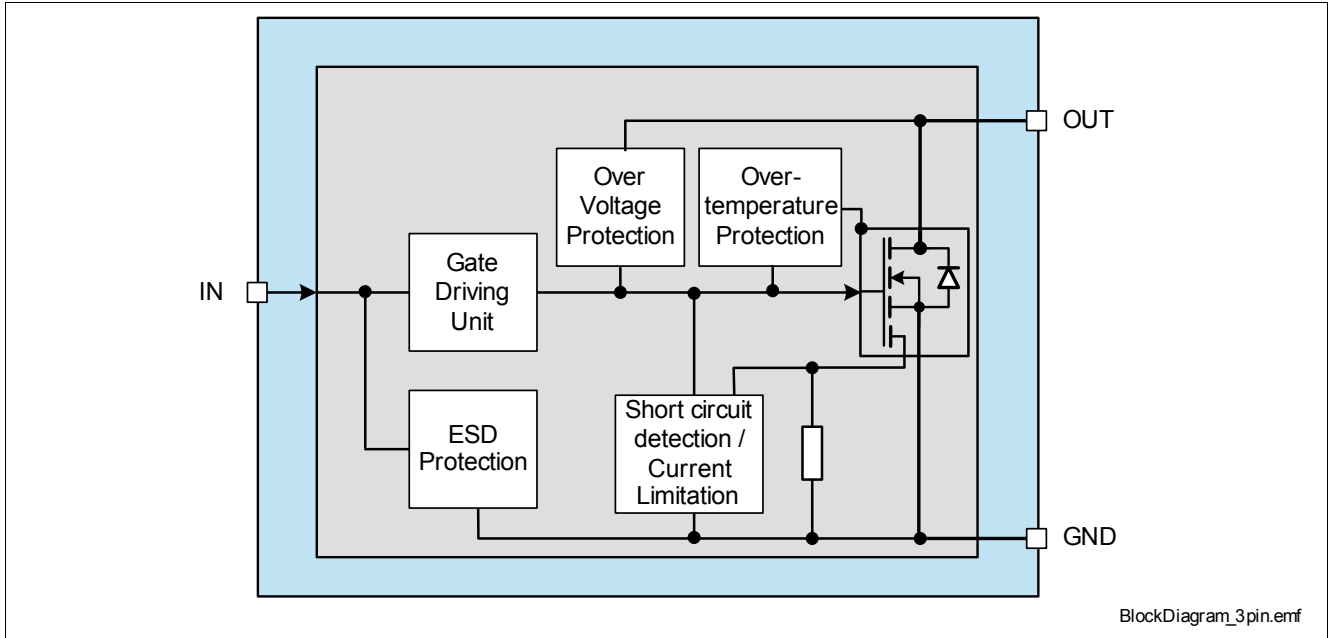 OUT
Over
Voltage
Protection
Over-
temperature
Protection
IN
Gate
Driving
Unit
ESD
Protection
Short circuit
detection /
Current
Limitation
GND
BlockDiagram_3pin.emf